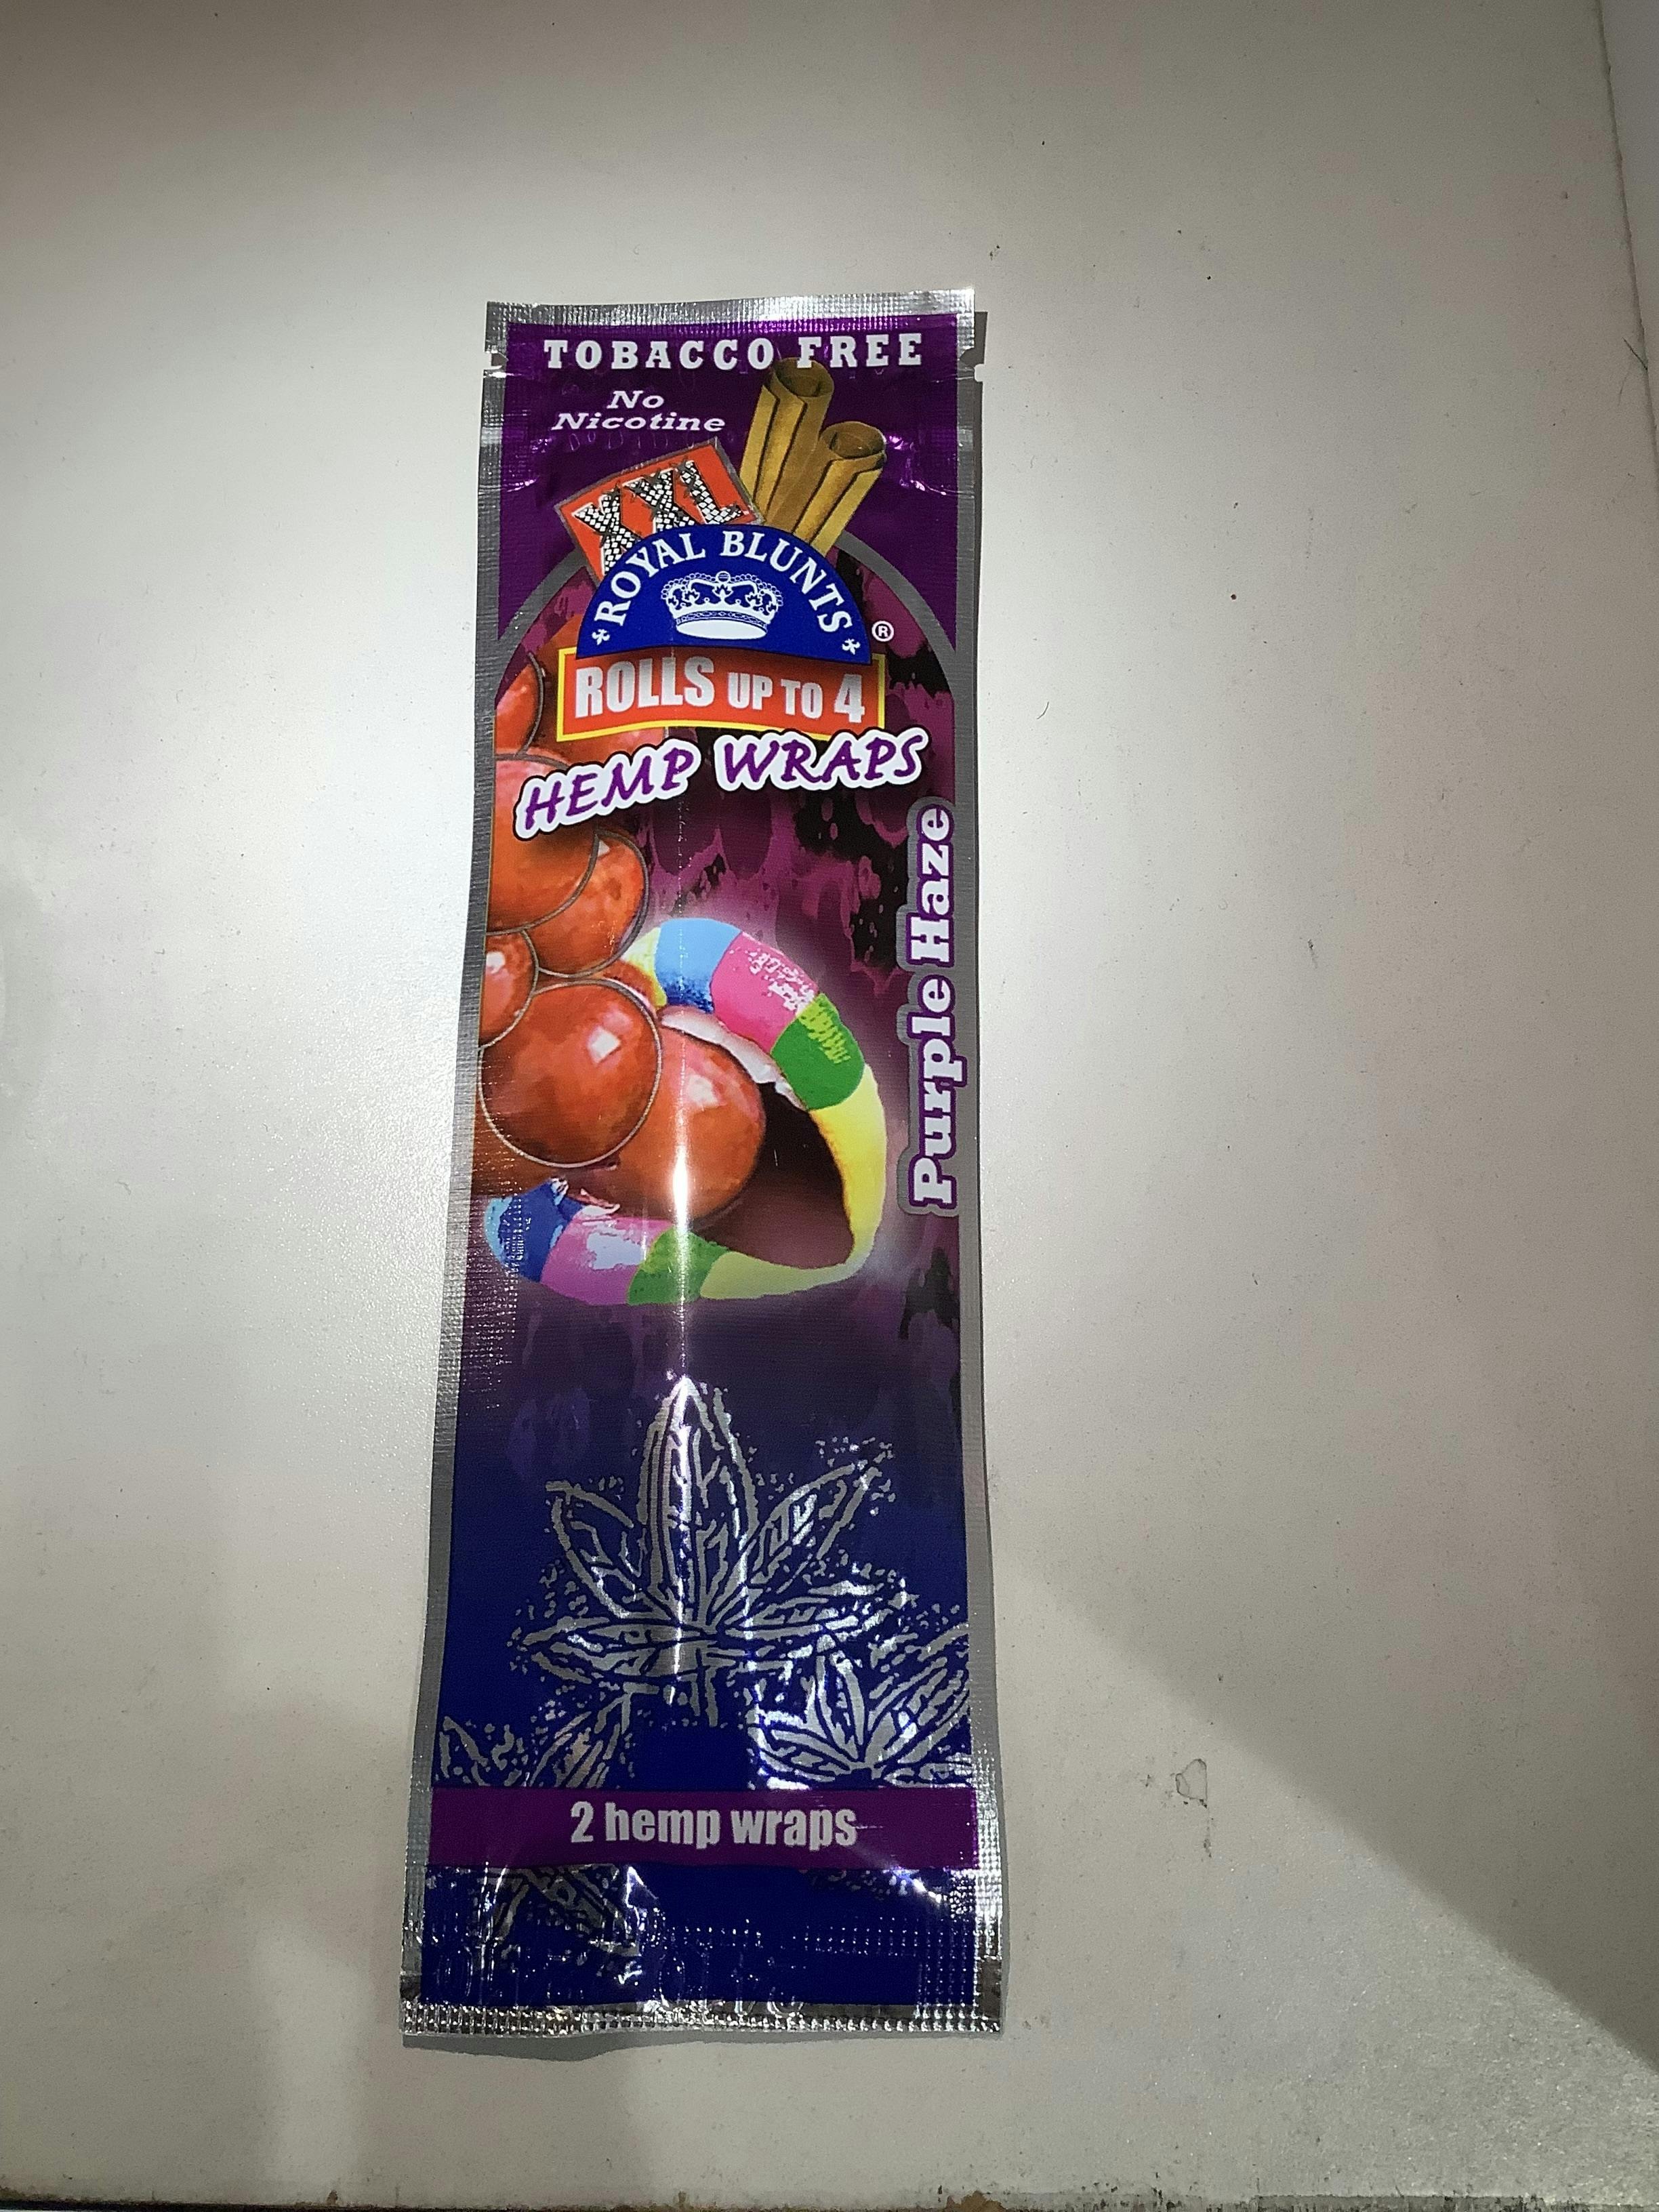 TOBACCO FREE
No
Nicotine
XXL
ROYAL BLUNTS
®
ROLLS UP TO 4
HEMP WRAPS
Purple Haze
2 hemp wraps